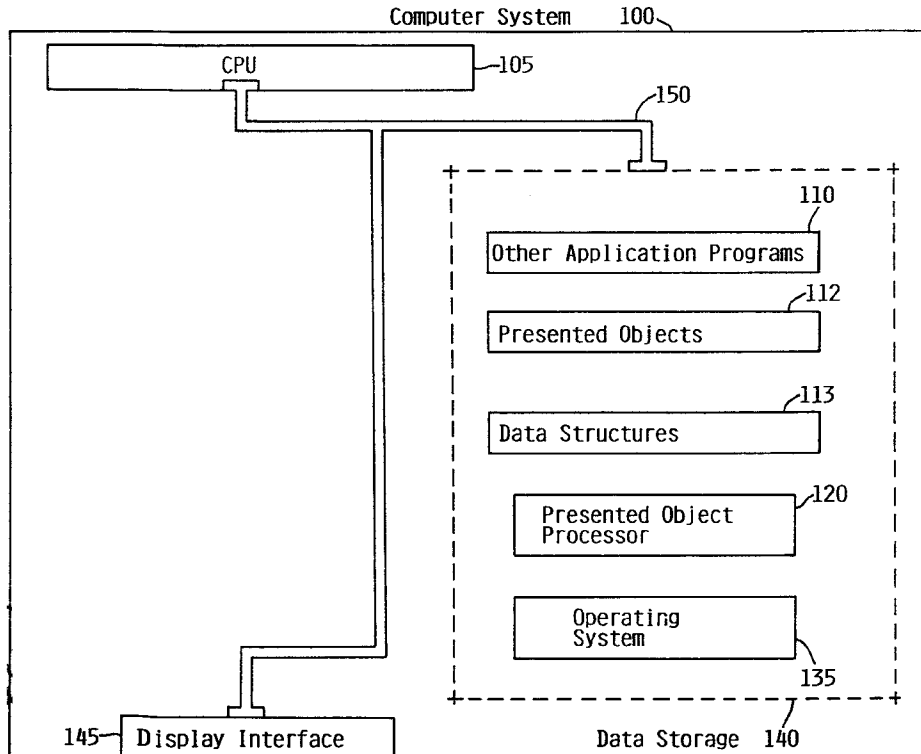 Computer System 100
CPU 105
150
110
Other Application Programs
112
Presented Objects
113
Data Structures
120
Presented Object
Processor
Operating
System
135
145 Display Interface
Data Storage 140